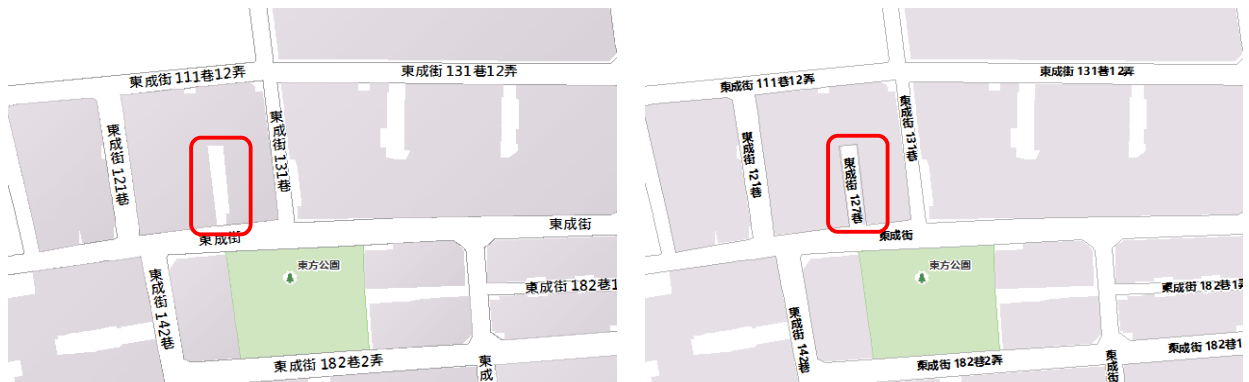 東成街 111巷12弄
東成街 131巷12弄
東成街 121巷
東成街 131巷
東成街
東成街
東方公園
東成街 142巷
東成街 182巷1
東成街 182巷2弄
東成
東成街 111巷12弄
東成街 131巷12弄
東成街 121巷
東成街 127巷
東成街 131巷
東成街
東方公園
東成街 142巷
東成街 182巷1弄
東成街 182巷2弄
東成街 182巷1
東成街